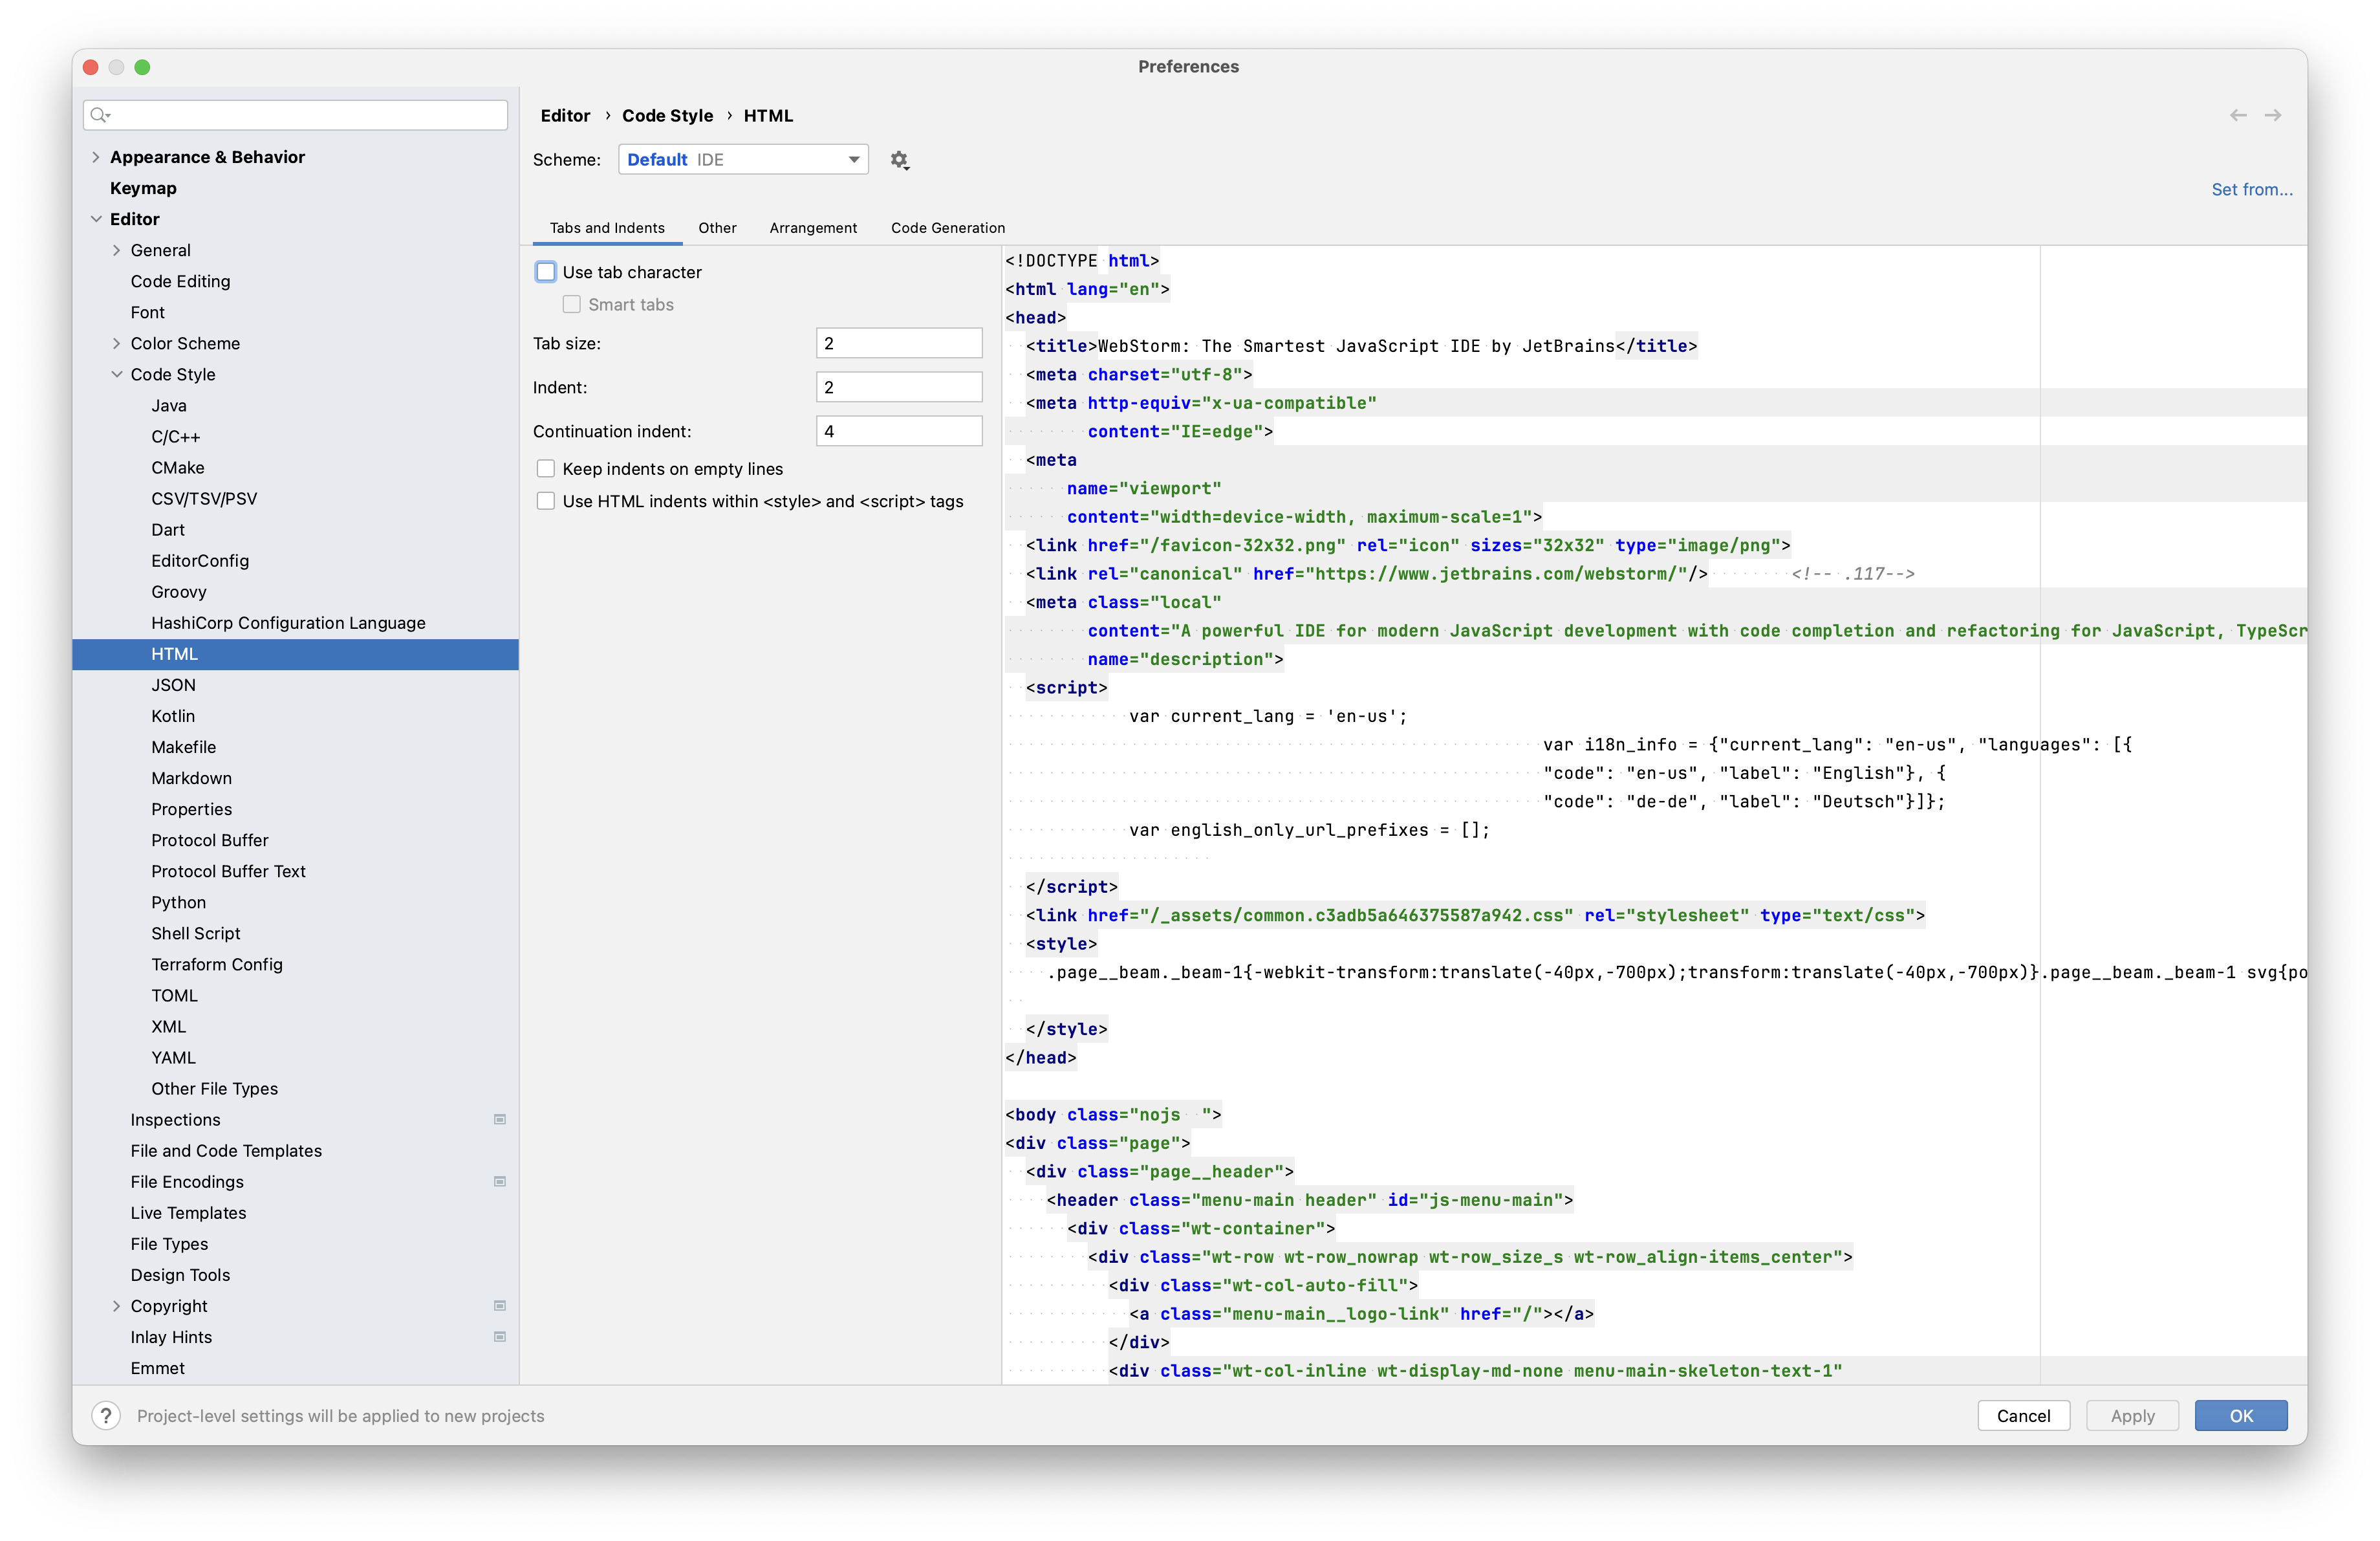 Preferences
Appearance & Behavior
Keymap
Editor
General
Code Editing
Font
Color Scheme
Code Style
Java
C/C++
CMake
CSV/TSV/PSV
Dart
EditorConfig
Groovy
HashiCorp Configuration Language
HTML
JSON
Kotlin
Makefile
Markdown
Properties
Protocol Buffer
Protocol Buffer Text
Python
Shell Script
Terraform Config
TOML
XML
YAML
Other File Types
Inspections
File and Code Templates
File Encodings
Live Templates
File Types
Design Tools
Copyright
Inlay Hints
Emmet
Editor › Code Style › HTML
Scheme: Default IDE
Set from...
Tabs and Indents Other Arrangement Code Generation
Use tab character
Smart tabs
Tab size: 2
Indent: 2
Continuation indent: 4
Keep indents on empty lines
Use HTML indents within <style> and <script> tags
<!DOCTYPE html>
<html lang="en">
<head>
<title>WebStorm: The Smartest JavaScript IDE by JetBrains</title>
<meta charset="utf-8">
<meta http-equiv="x-ua-compatible"
content="IE=edge">
<meta
name="viewport"
content="width=device-width, maximum-scale=1">
<link href="/favicon-32x32.png" rel="icon" sizes="32x32" type="image/png">
<link rel="canonical" href="https://www.jetbrains.com/webstorm/"/> <!-- .117-->
<meta class="local"
content="A powerful IDE for modern JavaScript development with code completion and refactoring for JavaScript, TypeScr
name="description">
<script>
var current_lang = 'en-us';
var i18n_info = {"current_lang": "en-us", "languages": [{
"code": "en-us", "label": "English"}, {
"code": "de-de", "label": "Deutsch"}]};
var english_only_url_prefixes = [];
</script>
<link href="/_assets/common.c3adb5a646375587a942.css" rel="stylesheet" type="text/css">
<style>
.page__beam._beam-1{-webkit-transform:translate(-40px,-700px);transform:translate(-40px,-700px)}.page__beam._beam-1 svg{po
</style>
</head>
<body class="nojs  ">
<div class="page">
<div class="page__header">
<header class="menu-main header" id="js-menu-main">
<div class="wt-container">
<div class="wt-row wt-row_nowrap wt-row_size_s wt-row_align-items_center">
<div class="wt-col-auto-fill">
<a class="menu-main__logo-link" href="/"></a>
</div>
<div class="wt-col-inline wt-display-md-none menu-main-skeleton-text-1"
? Project-level settings will be applied to new projects
Cancel Apply OK